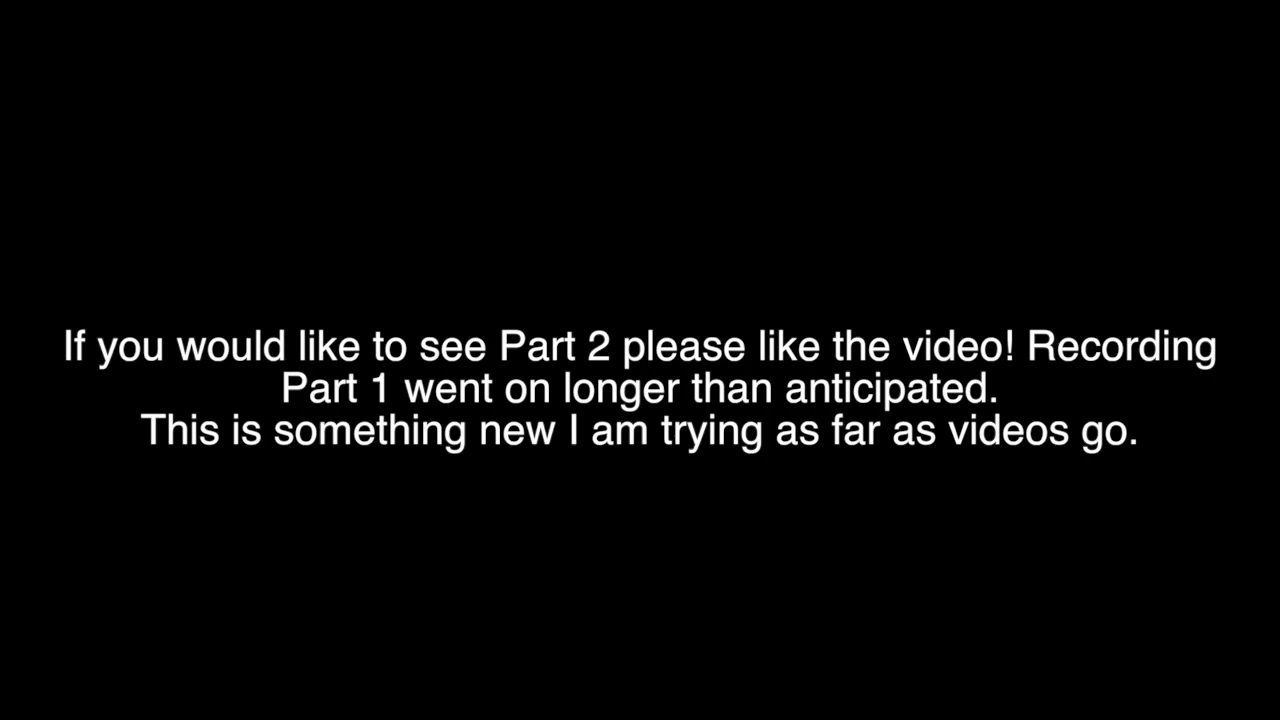 If you would like to see Part 2 please like the video! Recording
Part 1 went on longer than anticipated.
This is something new I am trying as far as videos go.